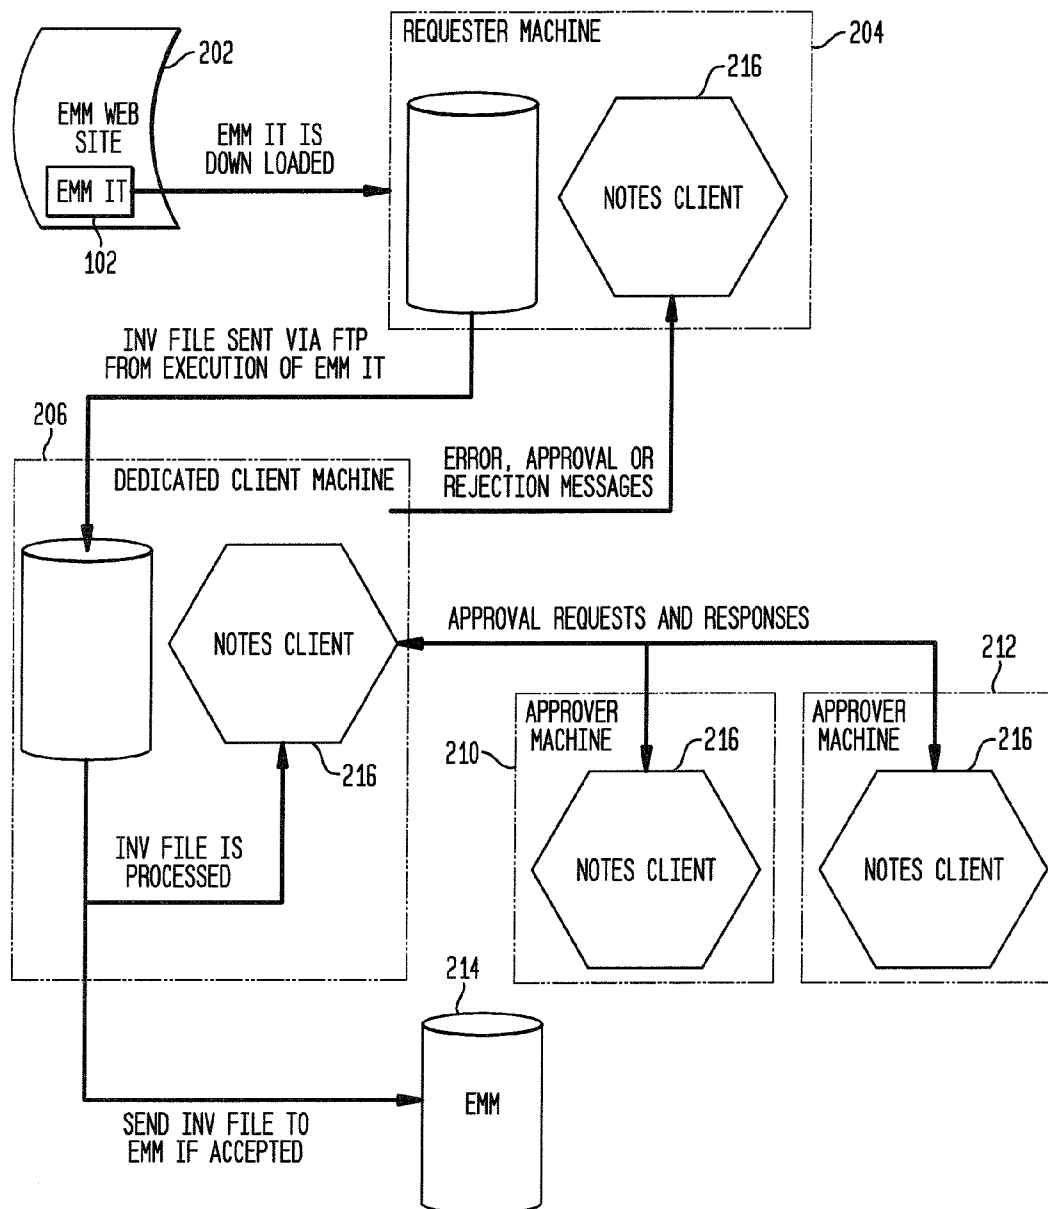 REQUESTER MACHINE
204
202
216
EMM WEB
SITE
EMM IT
102
EMM IT IS
DOWN LOADED
NOTES CLIENT
INV FILE SENT VIA FTP
FROM EXECUTION OF EMM IT
206
DEDICATED CLIENT MACHINE
ERROR, APPROVAL OR
REJECTION MESSAGES
NOTES CLIENT
216
APPROVAL REQUESTS AND RESPONSES
212
APPROVER
MACHINE
210
216
NOTES CLIENT
APPROVER
MACHINE
216
NOTES CLIENT
INV FILE IS
PROCESSED
214
EMM
SEND INV FILE TO
EMM IF ACCEPTED